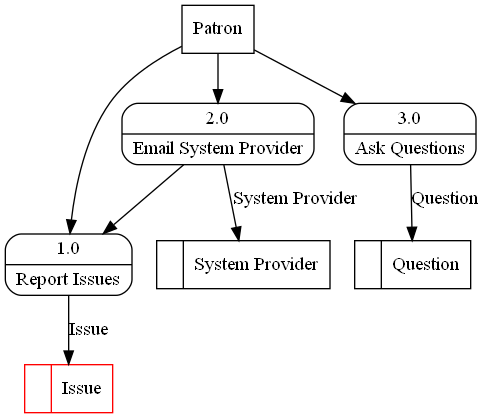 Patron
2.0
Email System Provider
3.0
Ask Questions
System Provider
Question
1.0
Report Issues
System Provider
Question
Issue
Issue